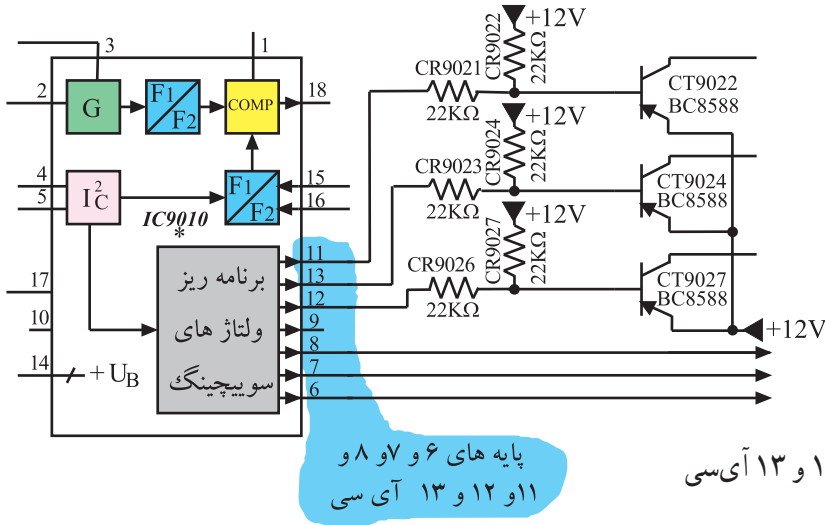 3
1
2
G
F1
F2
COMP
18
4
5
I²C
F1
F2
15
16
IC9010
*
17
10
14
+UB
برنامه ریز
ولتاژ های
سوییچینگ
11
13
12
9
8
7
6
CR9021
22KΩ
CR9022
22KΩ
+12V
CT9022
BC8588
CR9023
22KΩ
CR9024
22KΩ
+12V
CT9024
BC8588
CR9026
22KΩ
CR9027
22KΩ
+12V
CT9027
BC8588
+12V
پایه های ۶ و ۷و ۸ و
۱۱و ۱۲ و ۱۳ آی سی
۱ و ۱۳ آی‌سی